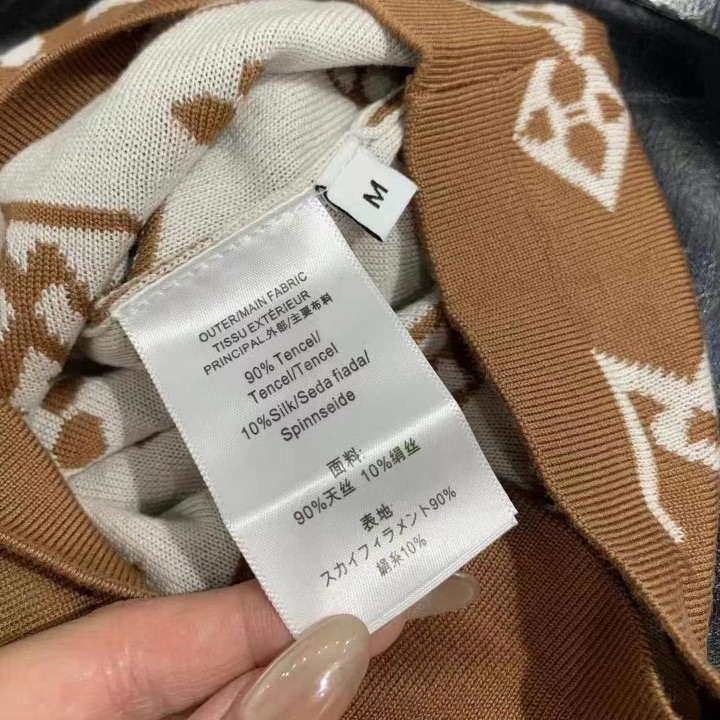 M
OUTER/MAIN FABRIC
TISSU EXTÉRIEUR
PRINCIPAL外部/主要布料
90% Tencel/
Tencel/Tencel
10%Silk/Seda fiada/
Spinnseide
面料:
90%天丝 10%绢丝
表地
スカイフィラメント90%
絹糸10%